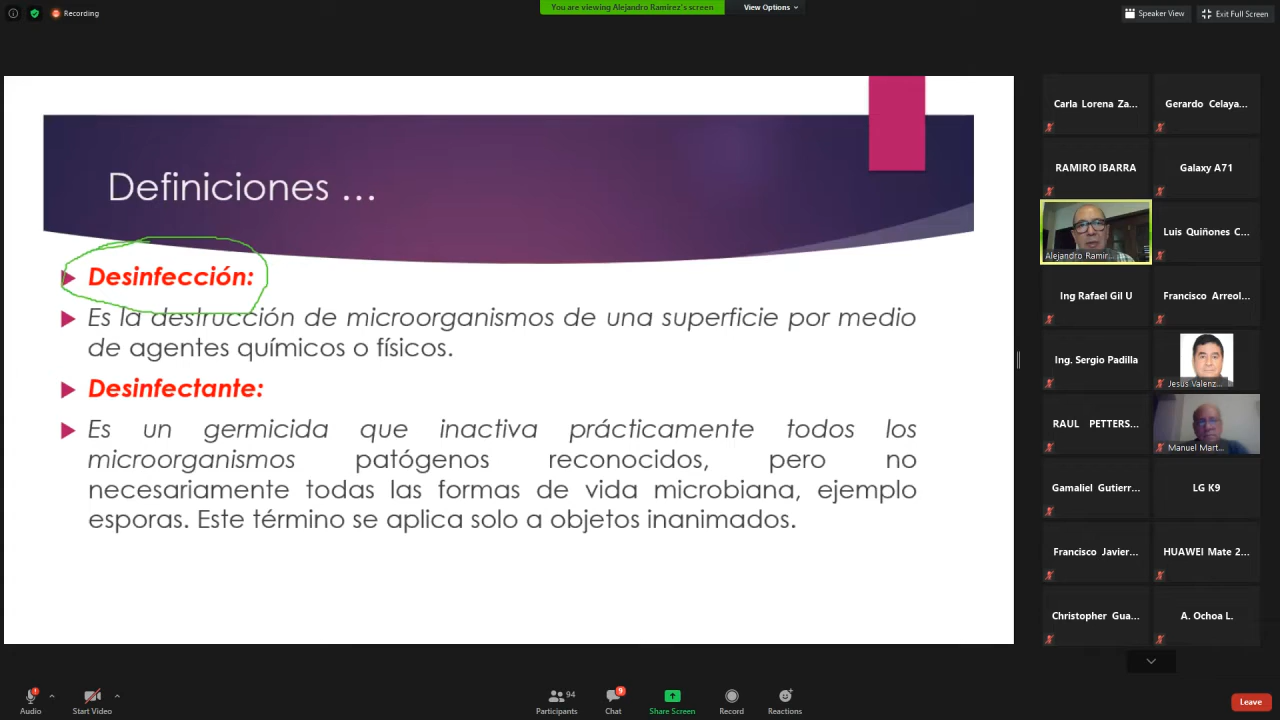 Recording
You are viewing Alejandro Ramirez's screen
View Options
Speaker View
Exit Full Screen
Definiciones ...
Desinfección:
Es la destrucción de microorganismos de una superficie por medio
de agentes químicos o físicos.
Desinfectante:
Es un germicida que inactiva prácticamente todos los
microorganismos patógenos reconocidos, pero no
necesariamente todas las formas de vida microbiana, ejemplo
esporas. Este término se aplica solo a objetos inanimados.
Carla Lorena Za...
Gerardo Celaya...
RAMIRO IBARRA
Galaxy A71
Alejandro Ramir...
Luis Quiñones C...
Ing Rafael Gil U
Francisco Arreol...
Ing. Sergio Padilla
Jesus Valenz...
RAUL PETTERS...
Manuel Mart...
Gamaliel Gutierr...
LG K9
Francisco Javier...
HUAWEI Mate 2...
Christopher Gua...
A. Ochoa L.
Audio
Start Video
94
Participants
9
Chat
Share Screen
Record
Reactions
Leave